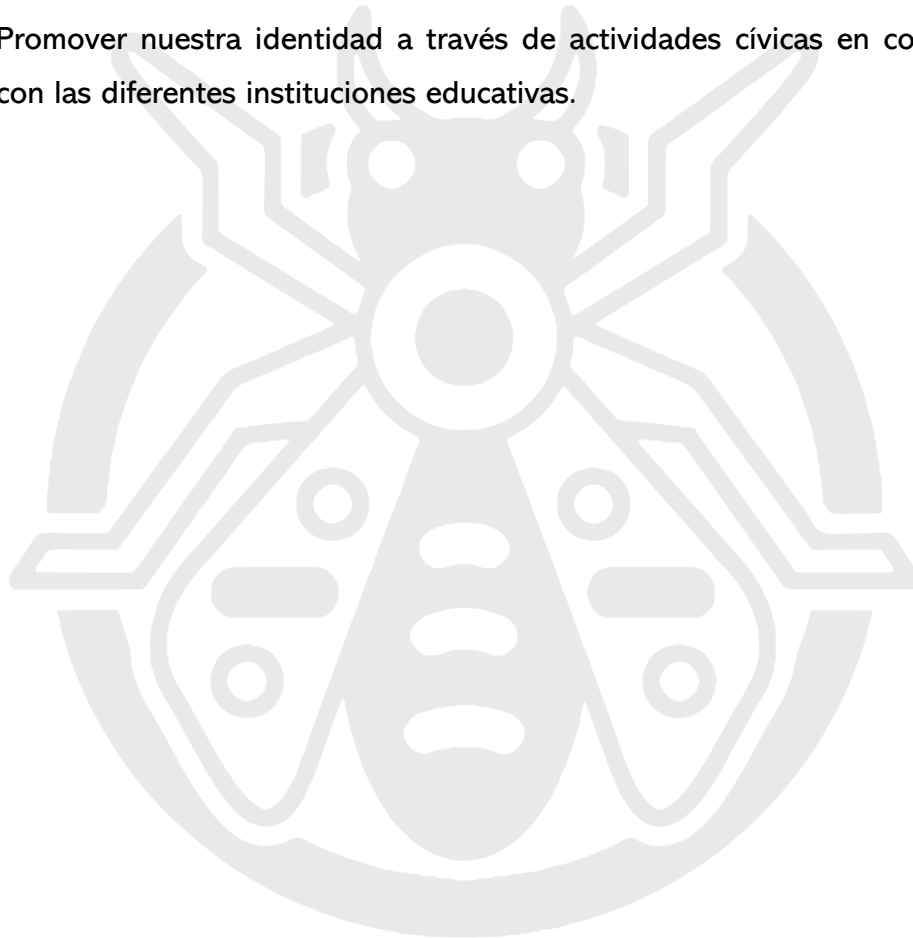 Promover nuestra identidad a través de actividades cívicas en co
con las diferentes instituciones educativas.